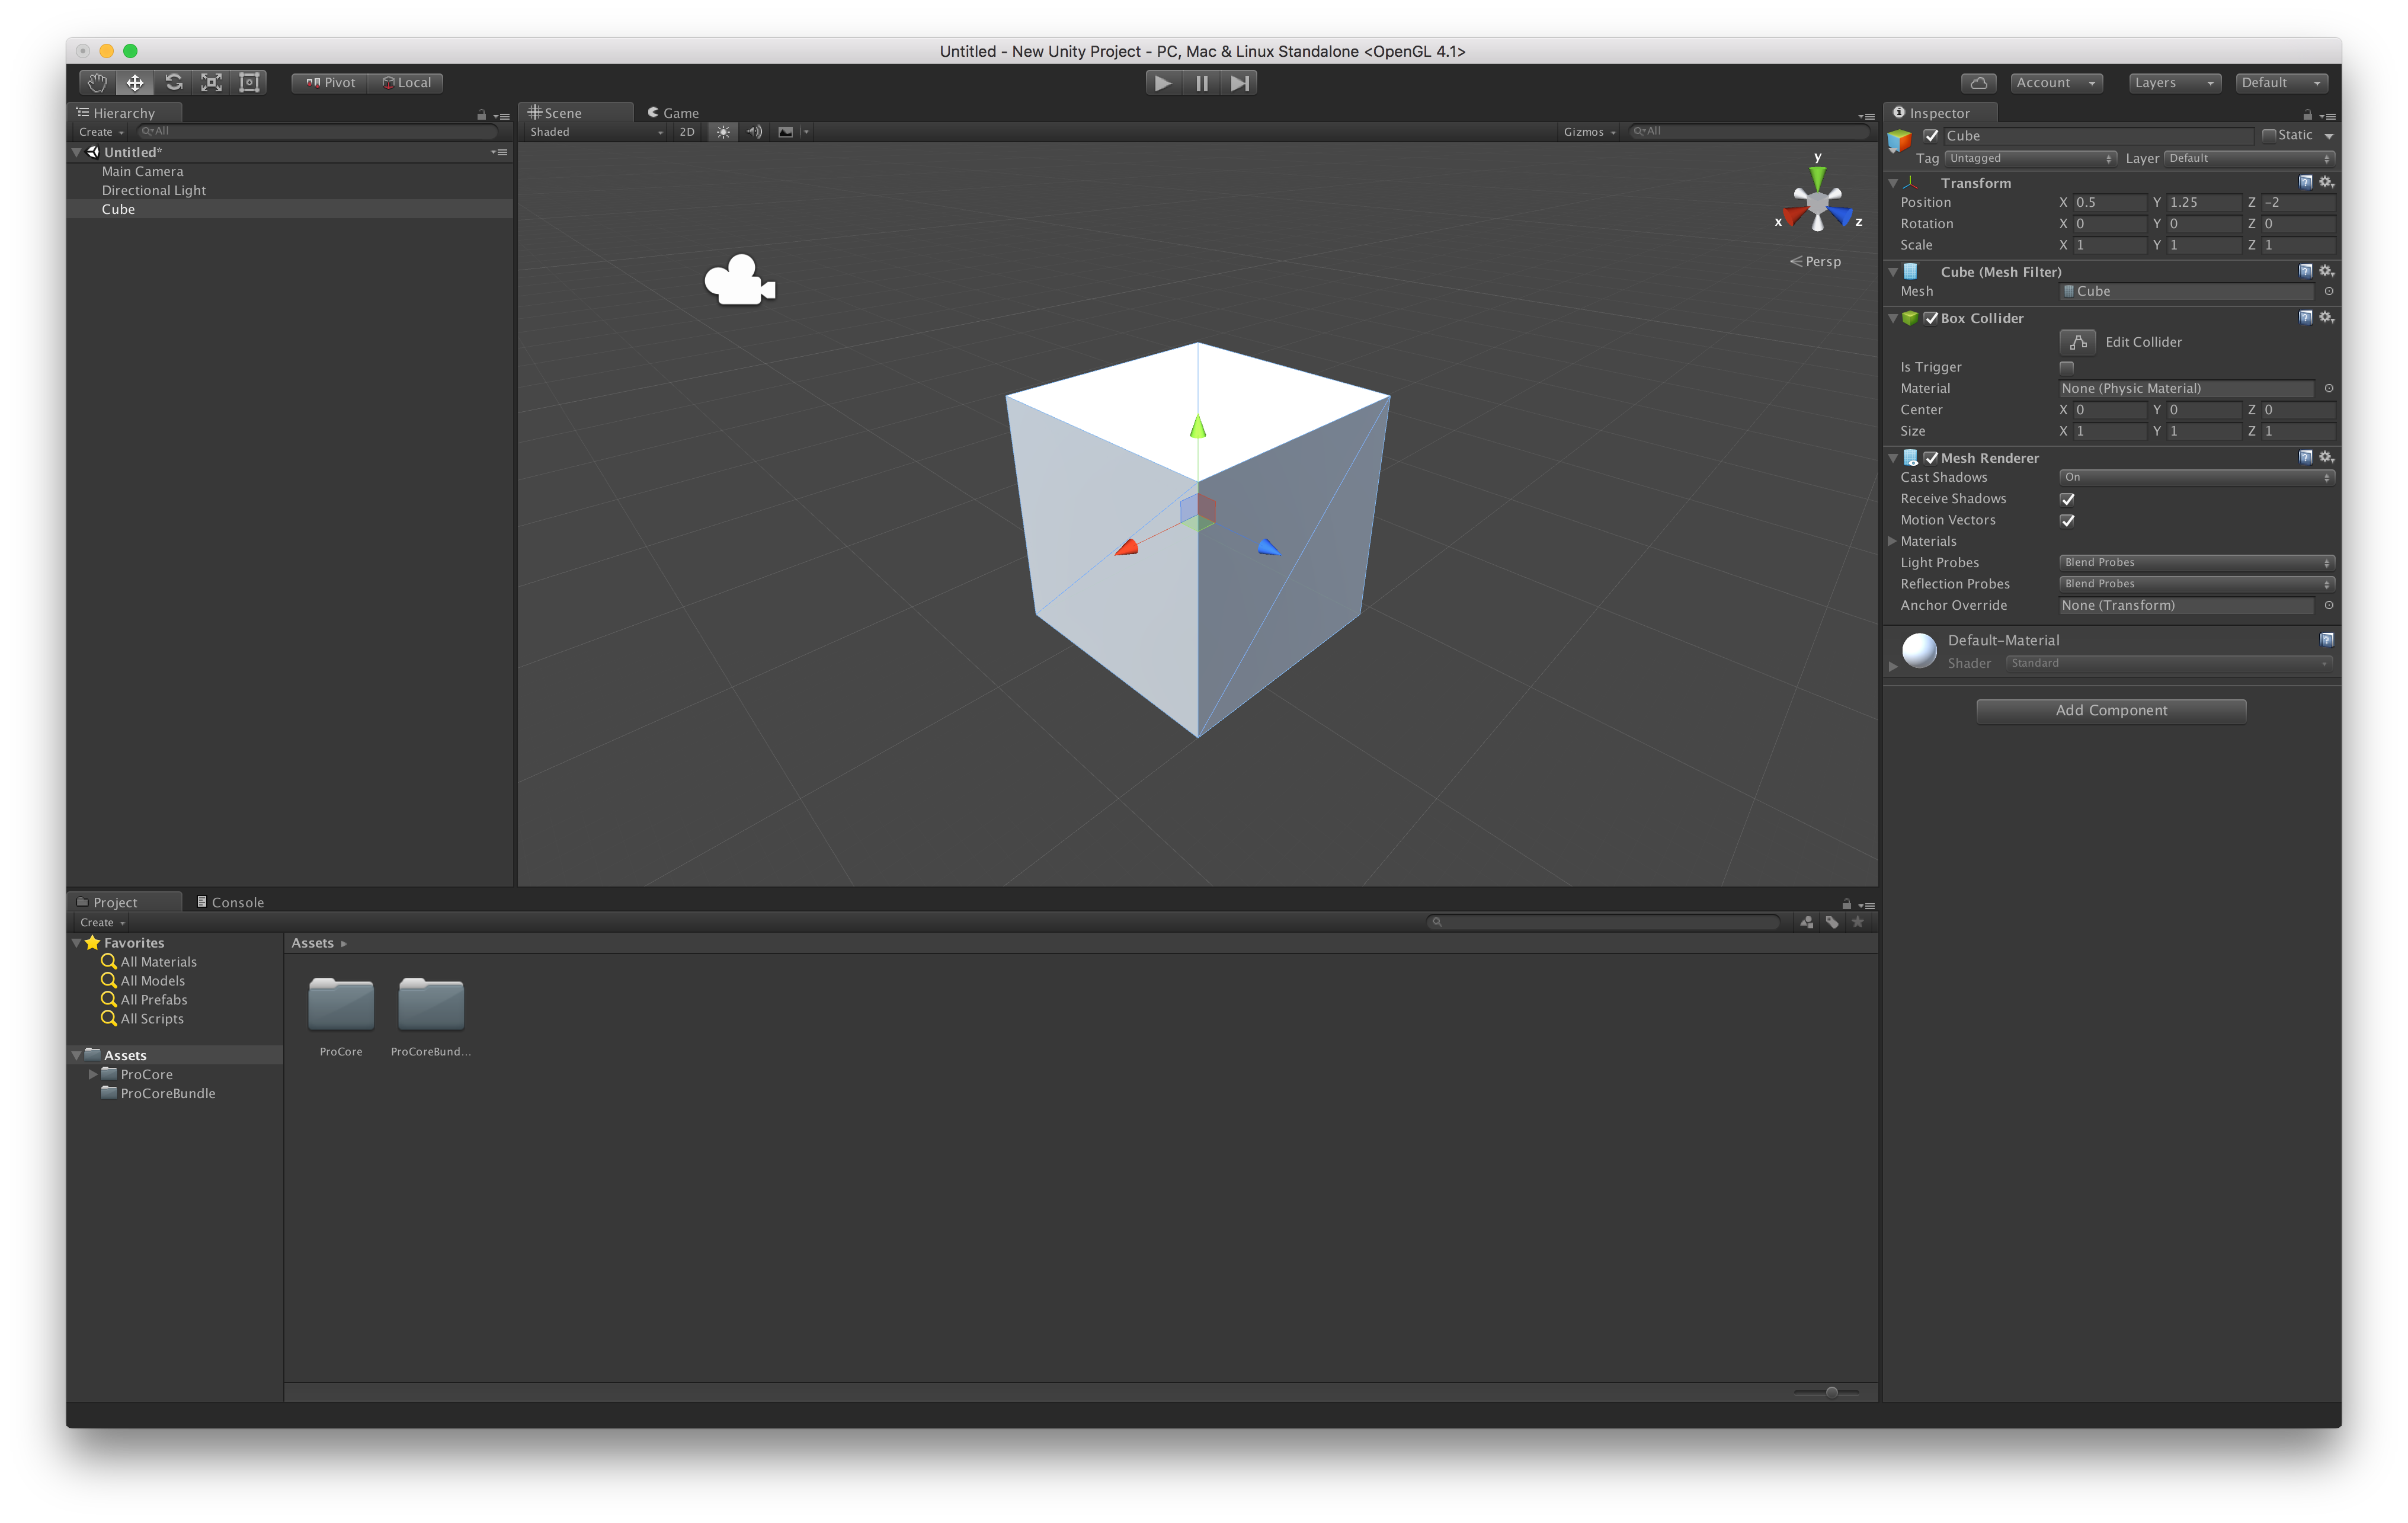 Untitled - New Unity Project - PC, Mac & Linux Standalone <OpenGL 4.1>
Pivot Local Account Layers Default
Hierarchy
Create All
Untitled*
Main Camera
Directional Light
Cube
Scene Game
Shaded 2D Gizmos All
y
x z
Persp
Inspector
Cube Static
Tag Untagged Layer Default
Transform
Position X 0.5 Y 1.25 Z -2
Rotation X 0 Y 0 Z 0
Scale X 1 Y 1 Z 1
Cube (Mesh Filter)
Mesh Cube
Box Collider
Edit Collider
Is Trigger
Material None (Physic Material)
Center X 0 Y 0 Z 0
Size X 1 Y 1 Z 1
Mesh Renderer
Cast Shadows On
Receive Shadows
Motion Vectors
Materials
Light Probes Blend Probes
Reflection Probes Blend Probes
Anchor Override None (Transform)
Default-Material
Shader Standard
Add Component
Project Console
Create
Favorites
All Materials
All Models
All Prefabs
All Scripts
Assets
ProCore
ProCoreBundle
Assets
ProCore ProCoreBund...